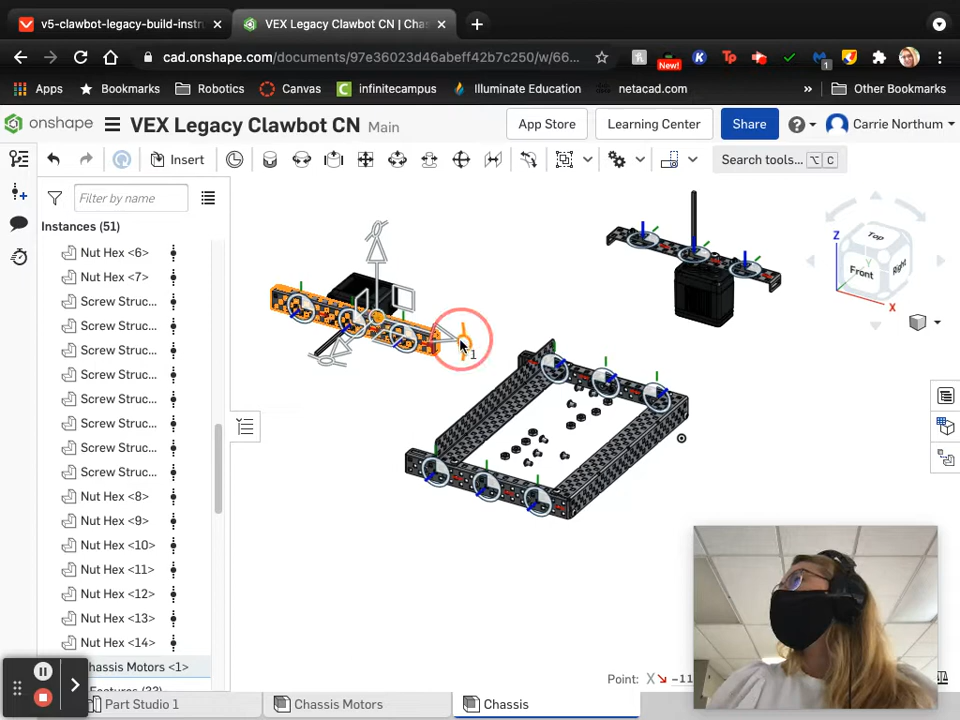 v5-clawbot-legacy-build-instru
VEX Legacy Clawbot CN | Cha
cad.onshape.com/documents/97e36023d46abeff42b7c250/w/66...
New!
1
Apps
Bookmarks
Robotics
Canvas
infinitecampus
Illuminate Education
netacad.com
»
Other Bookmarks
onshape
VEX Legacy Clawbot CN
Main
App Store
Learning Center
Share
Carrie Northum
Insert
Search tools...
⌥ C
Filter by name
Instances (51)
Nut Hex <6>
Nut Hex <7>
Screw Struc...
Screw Struc...
Screw Struc...
Screw Struc...
Screw Struc...
Screw Struc...
Screw Struc...
Screw Struc...
Nut Hex <8>
Nut Hex <9>
Nut Hex <10>
Nut Hex <11>
Nut Hex <12>
Nut Hex <13>
Nut Hex <14>
hassis Motors <1>
Z
Top
Y
Front
Right
X
1
Point: X -11
Part Studio 1
Chassis Motors
Chassis